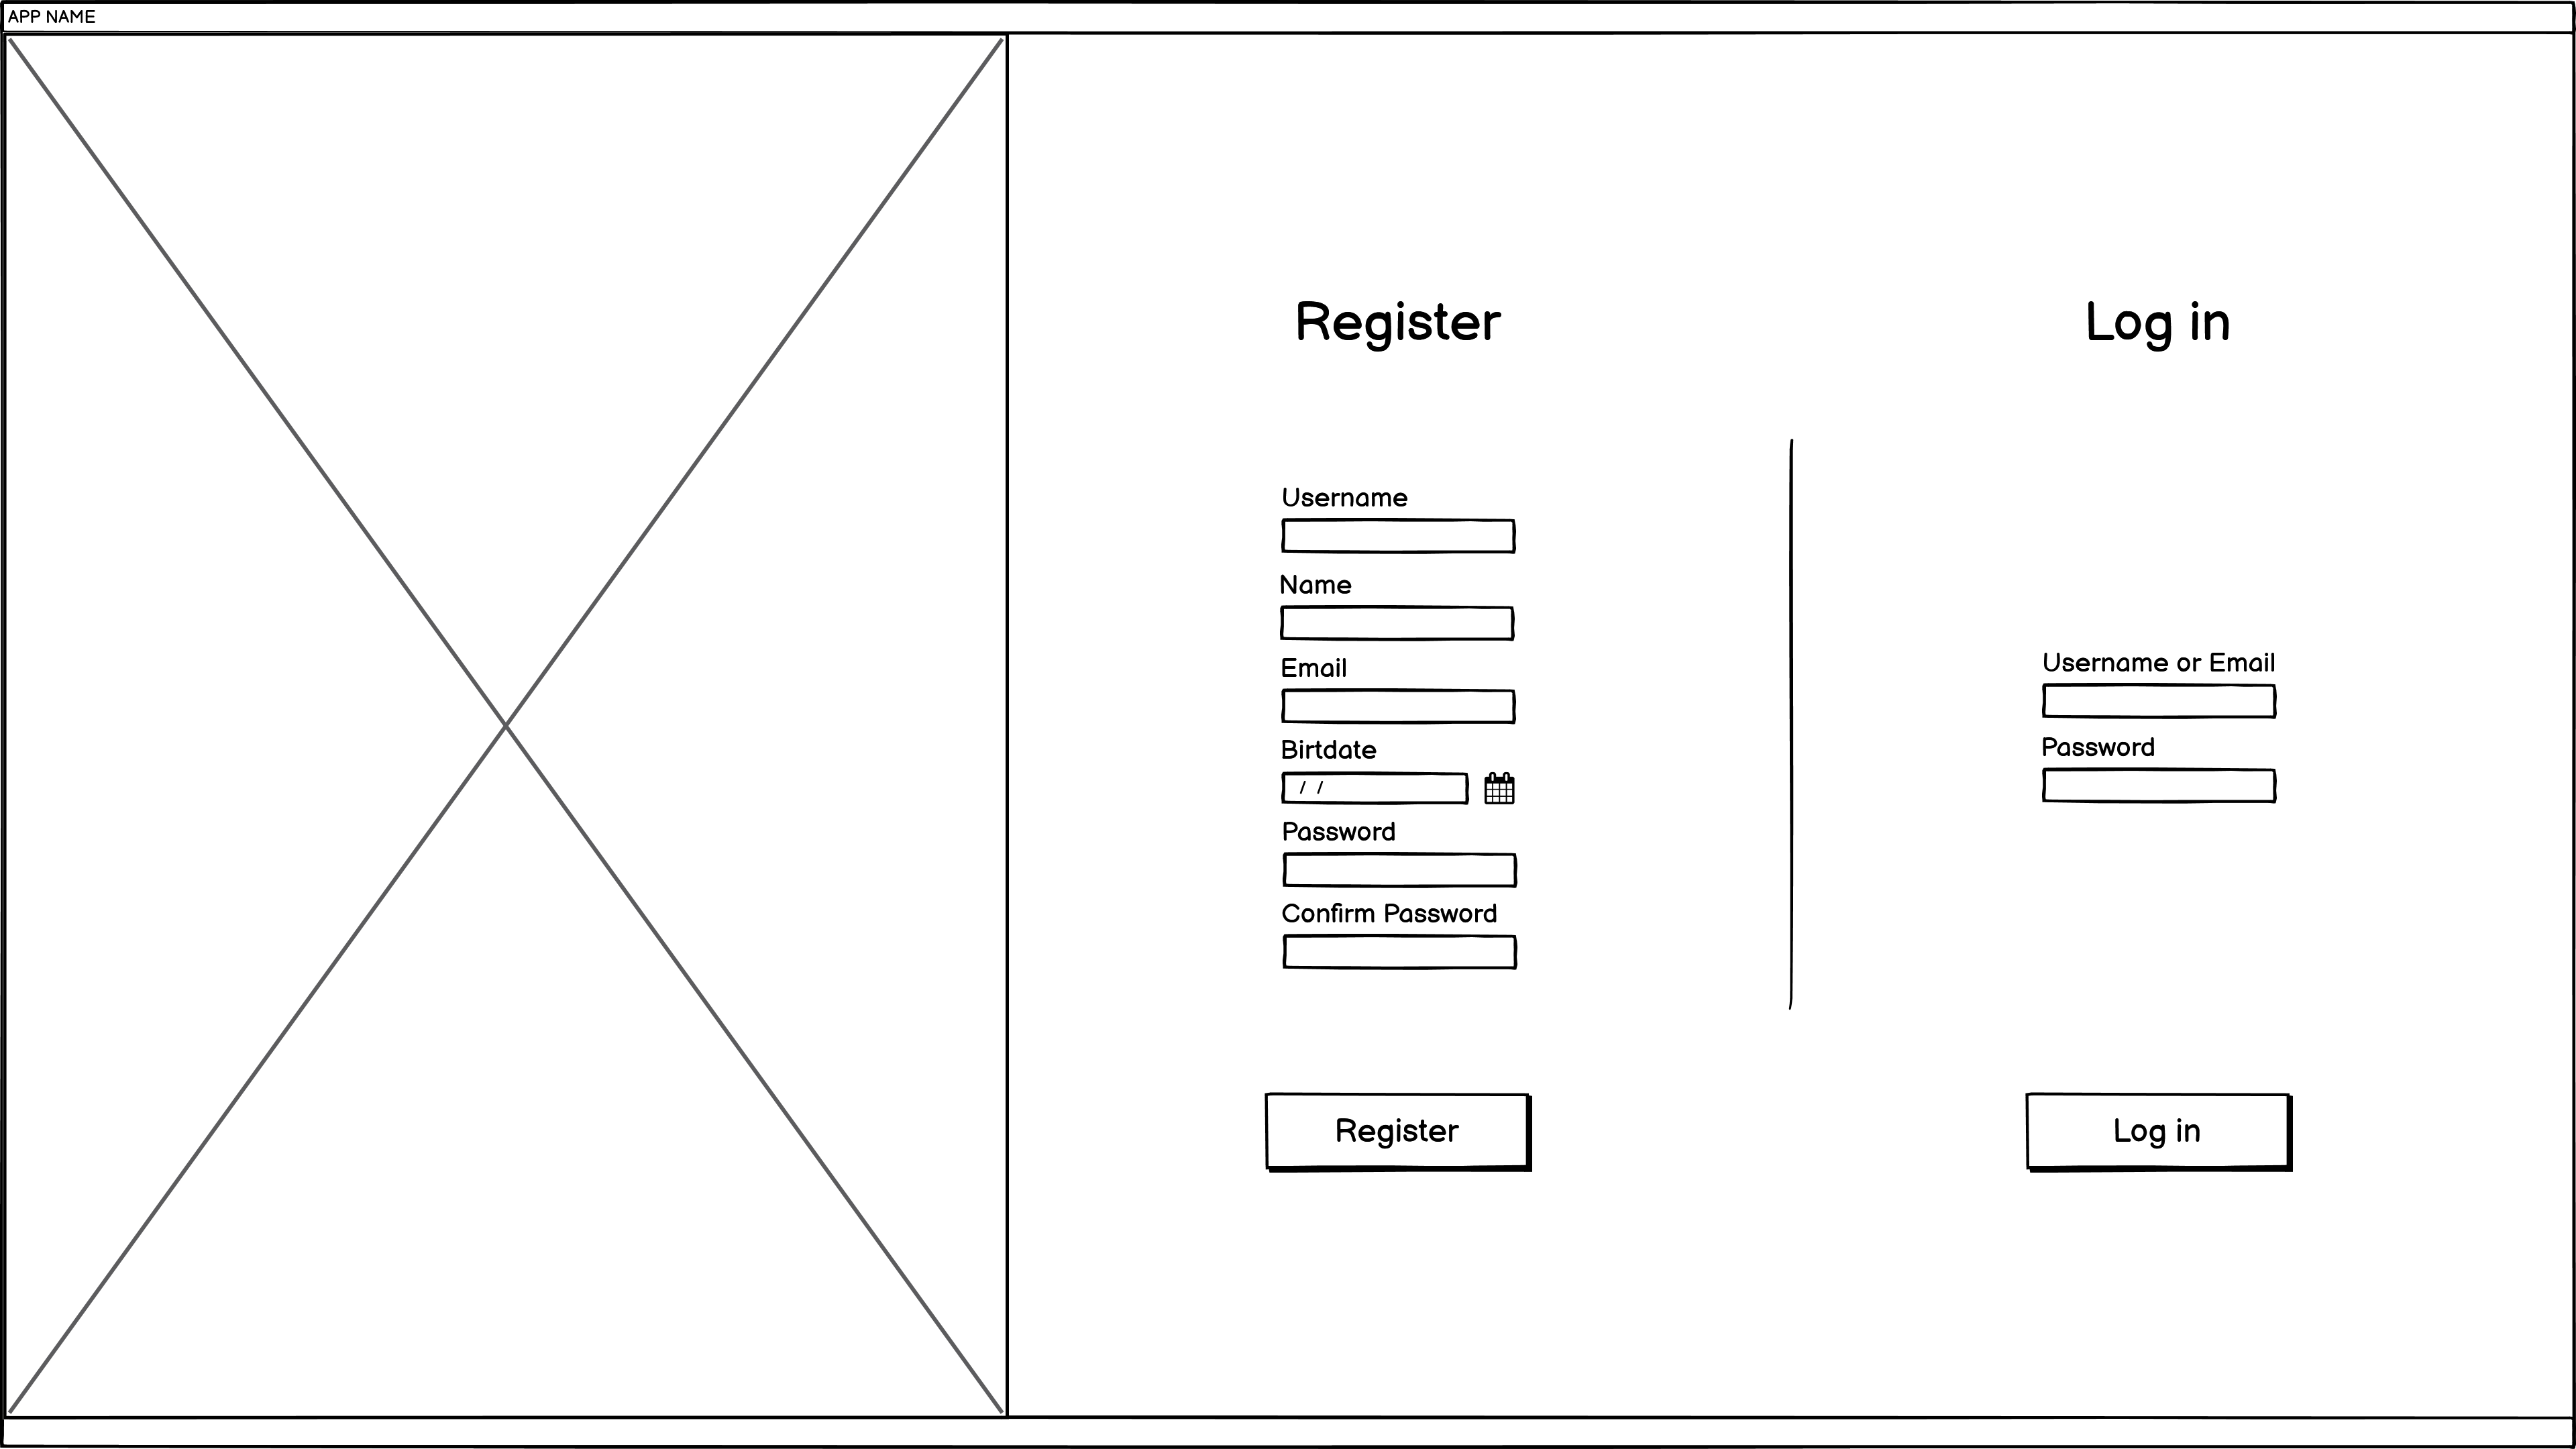 APP NAME
Register
Username
Name
Email
Birtdate
/ /
Password
Confirm Password
Register
Log in
Username or Email
Password
Log in